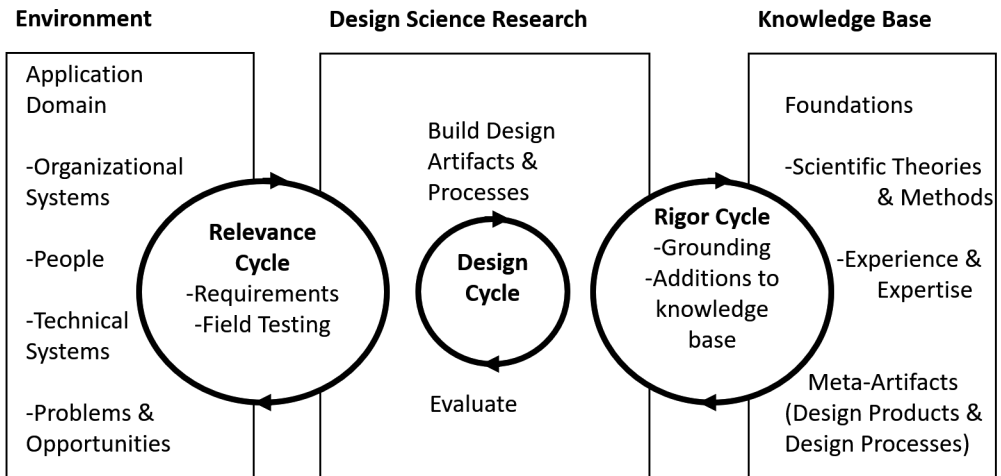 Environment
Design Science Research
Knowledge Base
Application
Domain
-Organizational
Systems
-People
-Technical
Systems
-Problems &
Opportunities
Relevance
Cycle
-Requirements
-Field Testing
Build Design
Artifacts &
Processes
Design
Cycle
Evaluate
Rigor Cycle
-Grounding
-Additions to
knowledge
base
Foundations
-Scientific Theories
& Methods
-Experience &
Expertise
Meta-Artifacts
(Design Products &
Design Processes)